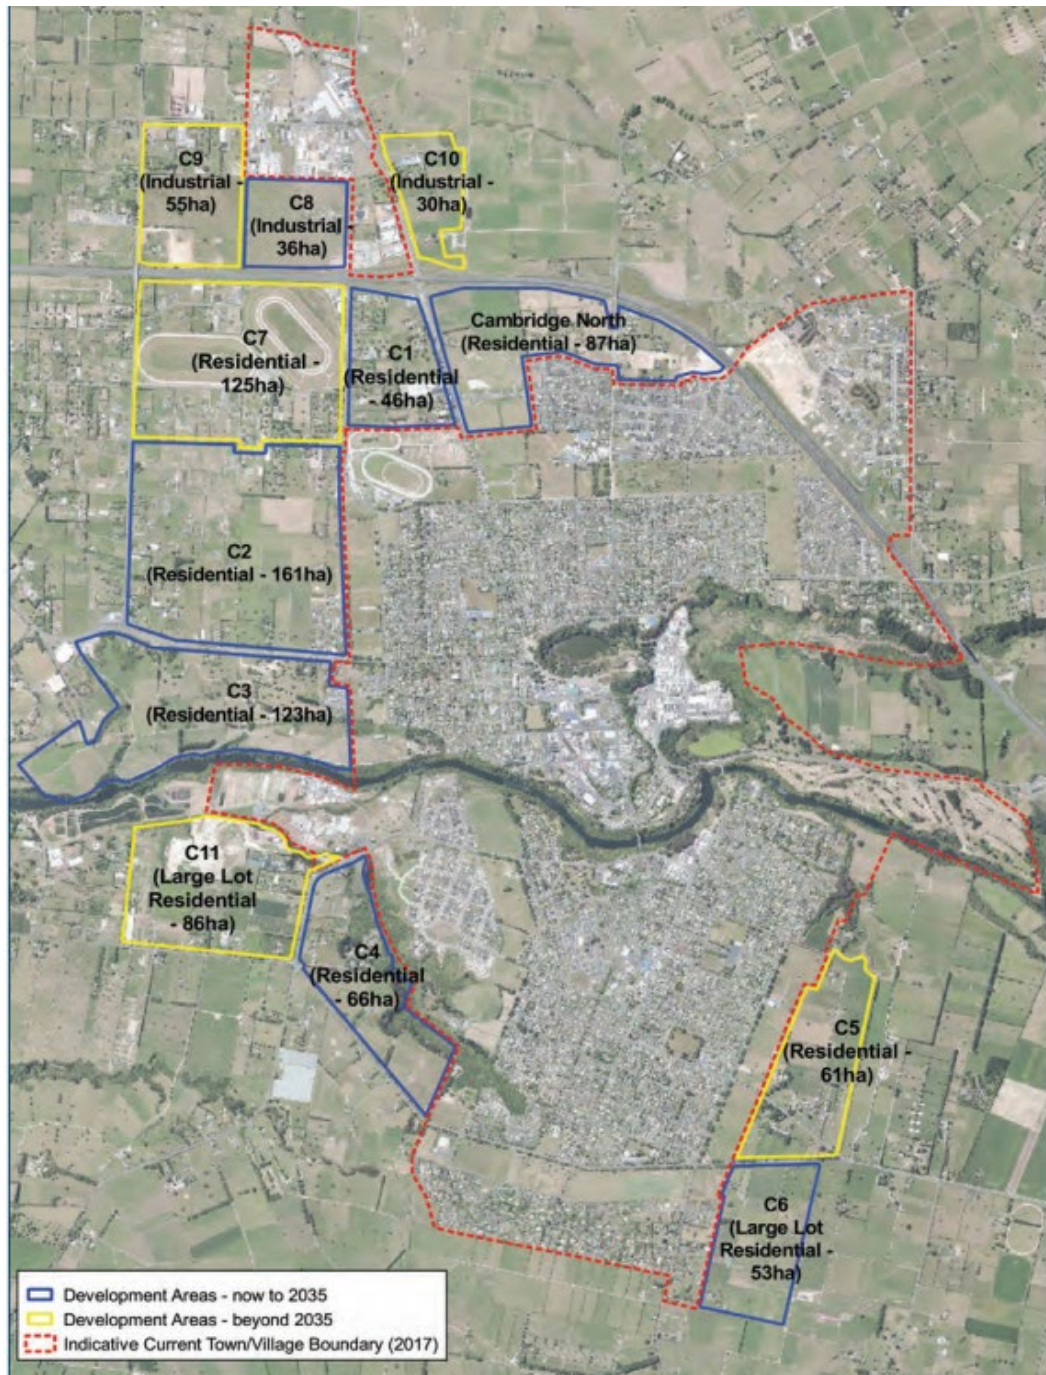 C9
(Industrial -
55ha)
C10
(Industrial -
30ha)
C8
(Industrial -
36ha)
Cambridge North
(Residential - 87ha)
C7
(Residential -
125ha)
C1
(Residential
- 46ha)
C2
(Residential - 161ha)
C3
(Residential - 123ha)
C11
(Large Lot
Residential
- 86ha)
C4
(Residential
- 66ha)
C5
(Residential -
61ha)
C6
(Large Lot
Residential -
53ha)
Development Areas - now to 2035
Development Areas - beyond 2035
Indicative Current Town/Village Boundary (2017)